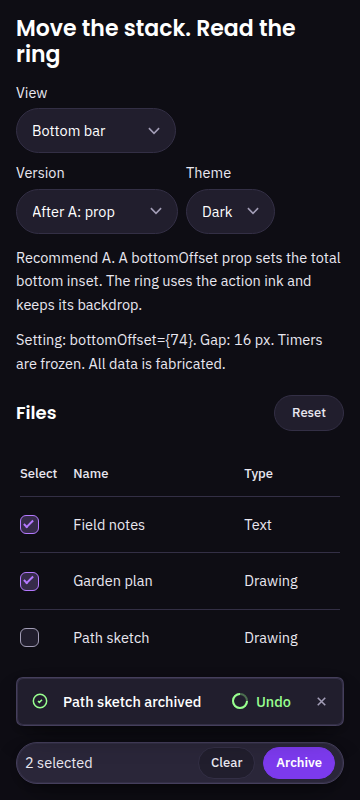 Move the stack. Read the
ring
View
Bottom bar
Version
Theme
After A: prop
Dark
Recommend A. A bottomOffset prop sets the total
bottom inset. The ring uses the action ink and
keeps its backdrop.
Setting: bottomOffset={74}. Gap: 16 px. Timers
are frozen. All data is fabricated.
Files
Reset
Select Name Type
Field notes Text
Garden plan Drawing
Path sketch Drawing
Path sketch archived Undo
2 selected Clear Archive